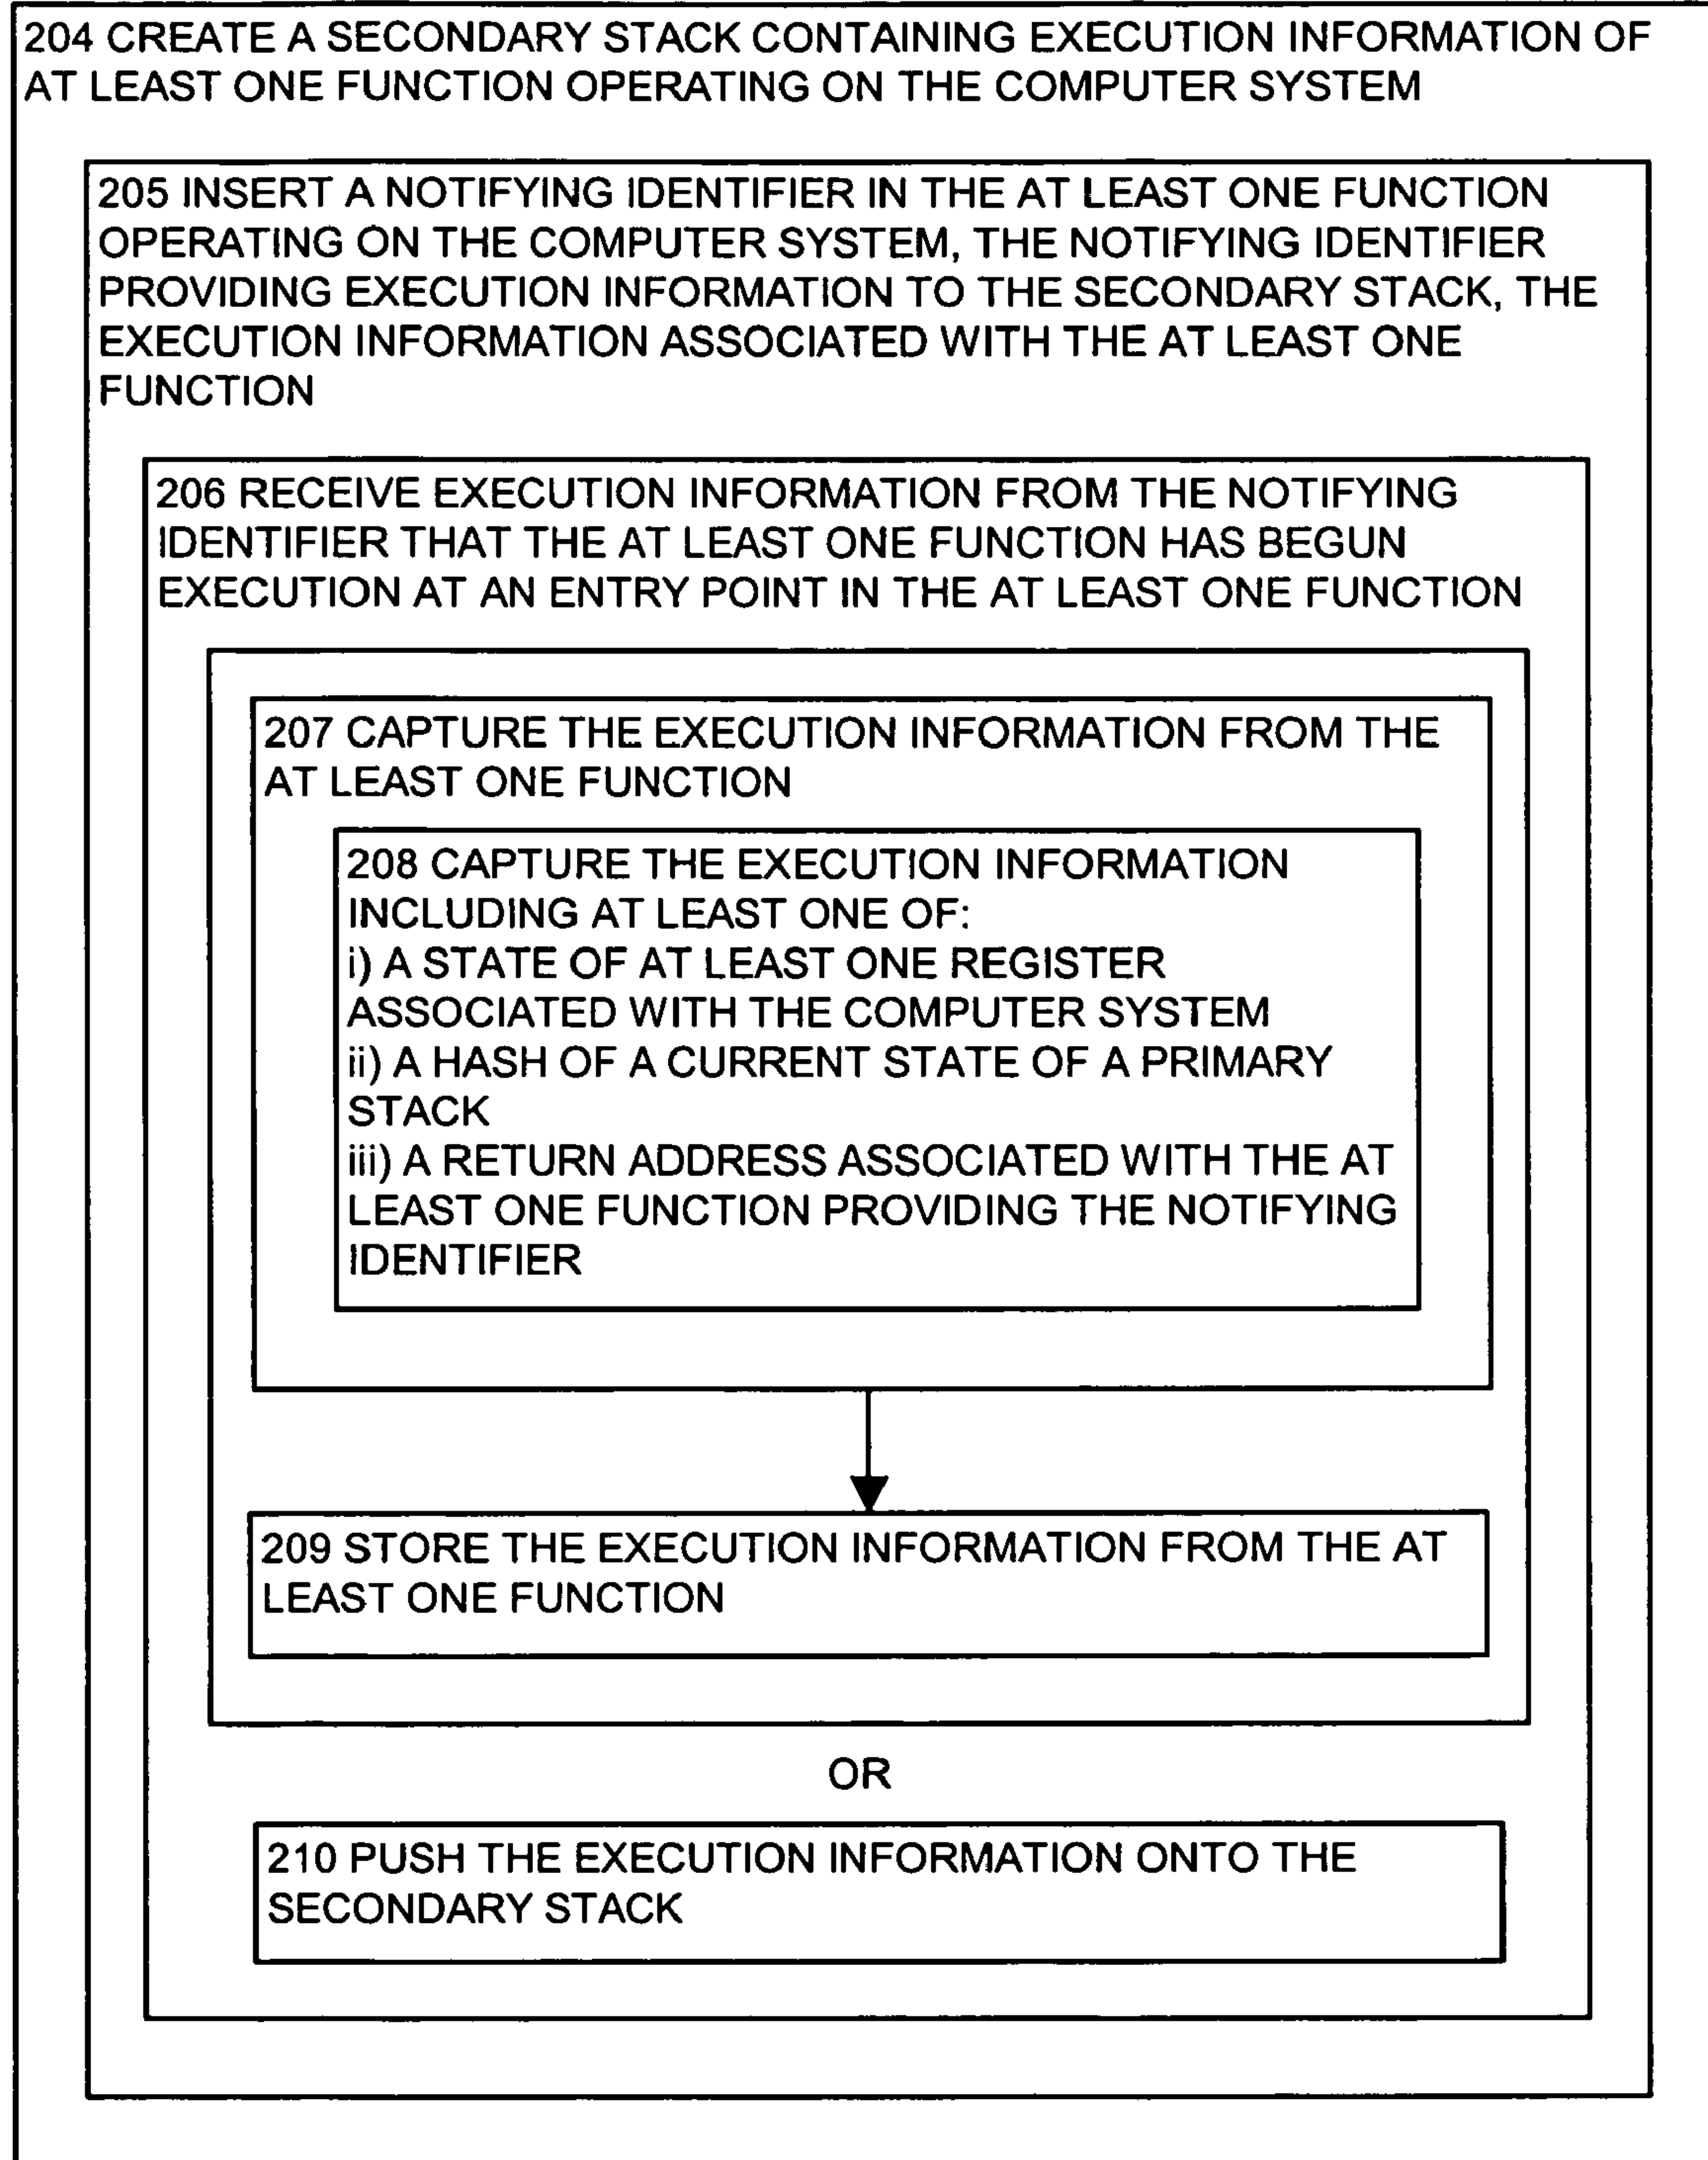 204 CREATE A SECONDARY STACK CONTAINING EXECUTION INFORMATION OF
AT LEAST ONE FUNCTION OPERATING ON THE COMPUTER SYSTEM
205 INSERT A NOTIFYING IDENTIFIER IN THE AT LEAST ONE FUNCTION
OPERATING ON THE COMPUTER SYSTEM, THE NOTIFYING IDENTIFIER
PROVIDING EXECUTION INFORMATION TO THE SECONDARY STACK, THE
EXECUTION INFORMATION ASSOCIATED WITH THE AT LEAST ONE
FUNCTION
206 RECEIVE EXECUTION INFORMATION FROM THE NOTIFYING
IDENTIFIER THAT THE AT LEAST ONE FUNCTION HAS BEGUN
EXECUTION AT AN ENTRY POINT IN THE AT LEAST ONE FUNCTION
207 CAPTURE THE EXECUTION INFORMATION FROM THE
AT LEAST ONE FUNCTION
208 CAPTURE THE EXECUTION INFORMATION
INCLUDING AT LEAST ONE OF:
i) A STATE OF AT LEAST ONE REGISTER
ASSOCIATED WITH THE COMPUTER SYSTEM
ii) A HASH OF A CURRENT STATE OF A PRIMARY
STACK
iii) A RETURN ADDRESS ASSOCIATED WITH THE AT
LEAST ONE FUNCTION PROVIDING THE NOTIFYING
IDENTIFIER
209 STORE THE EXECUTION INFORMATION FROM THE AT
LEAST ONE FUNCTION
OR
210 PUSH THE EXECUTION INFORMATION ONTO THE
SECONDARY STACK